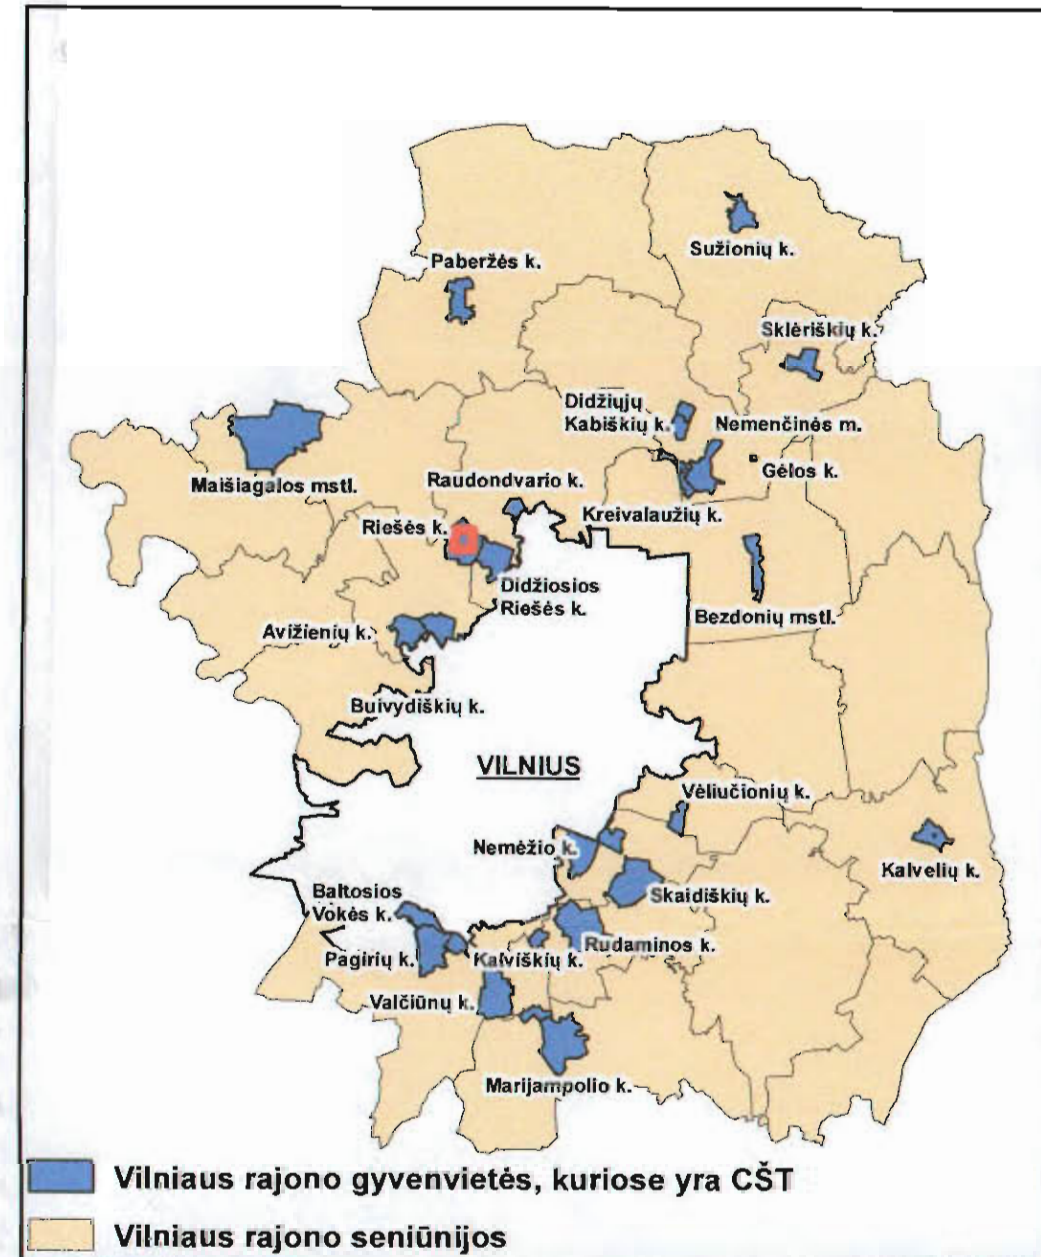 Sužionių k.
Paberžės k.
Sklėriškių k.
Didžiųjų
Kabiškių k.
Nemenčinės m.
Gėlos k.
Maišiagalos mstl.
Raudondvario k.
Kreivalaužių k.
Riešės k.
Didžiosios
Riešės k.
Bezdonių mstl.
Avižienių k.
Buivydiškių k.
VILNIUS
Vėliučionių k.
Nemėžio k.
Kalvelių k.
Skaidiškių k.
Baltosios
Vokės k.
Rudaminos k.
Pagirių k.
Kalviškių k.
Valčiūnų k.
Marijampolio k.
Vilniaus rajono gyvenvietės, kuriose yra CŠT
Vilniaus rajono seniūnijos